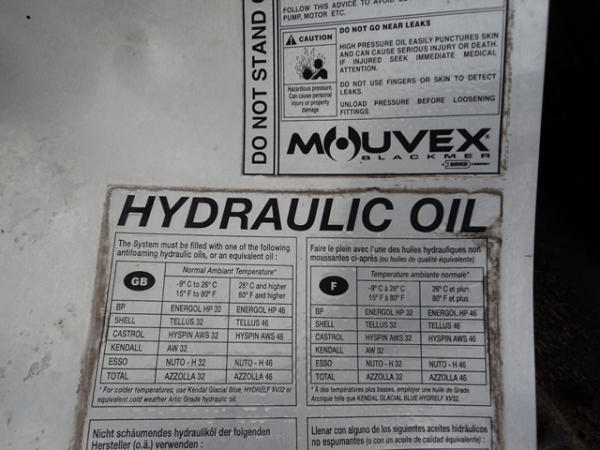 FOLLOW THIS ADVICE TO AVOID
PUMP, MOTOR ETC.
DO NOT STAND
CAUTION
Hazardous pressure.
Can cause personal
injury or property
damage
DO NOT GO NEAR LEAKS
HIGH PRESSURE OIL EASILY PUNCTURES SKIN
AND CAN CAUSE SERIOUS INJURY OR DEATH.
IF INJURED SEEK IMMEDIATE MEDICAL
ATTENTION.
DO NOT USE FINGERS OR SKIN TO DETECT
LEAKS.
UNLOAD PRESSURE BEFORE LOOSENING
FITTINGS
MOUVEX
BLACKMER
A DOVER COMPANY
HYDRAULIC OIL
The System must be filled with one of the following
antifoaming hydraulic oils, or an equivalent oil :
GB
Normal Ambient Temperature*
-9° C to 26° C 26° C and higher
15° F to 80° F 80° F and higher
BP ENERGOL HP 32 ENERGOL HP 46
SHELL TELLUS 32 TELLUS 46
CASTROL HYSPIN AWS 32 HYSPIN AWS 46
KENDALL AW 32
ESSO NUTO - H 32 NUTO - H 46
TOTAL AZZOLLA 32 AZZOLLA 46
* For colder temperatures, use Kendal Glacial Blue, HYDRELF XV32 or
equivalent cold weather Artic Grade hydraulic oil.
Faire le plein avec l'une des huiles hydrauliques non
moussantes ci-après (ou huiles de qualité équivalente)
F
Temperature ambiante normale*
-9° C à 26° C 26° C et plus
15° F à 80° F 80° F et plus
BP ENERGOL HP 32 ENERGOL HP 46
SHELL TELLUS 32 TELLUS 46
CASTROL HYSPIN AWS 32 HYSPIN AWS 46
KENDALL AW 32
ESSO NUTO - H 32 NUTO - H 46
TOTAL AZZOLLA 32 AZZOLLA 46
* À des températures plus basses, employer une huile de Grade
Arctique telle que KENDAL GLACIAL BLUE HYDRELF XV32.
Nicht schäumendes hydrauliköl der folgenden
Hersteller (o.ä.) verwenden :
Llenar con alguno de los siguientes aceites hidráulicos
no espumantes (o con un aceite de calidad équivalente) :